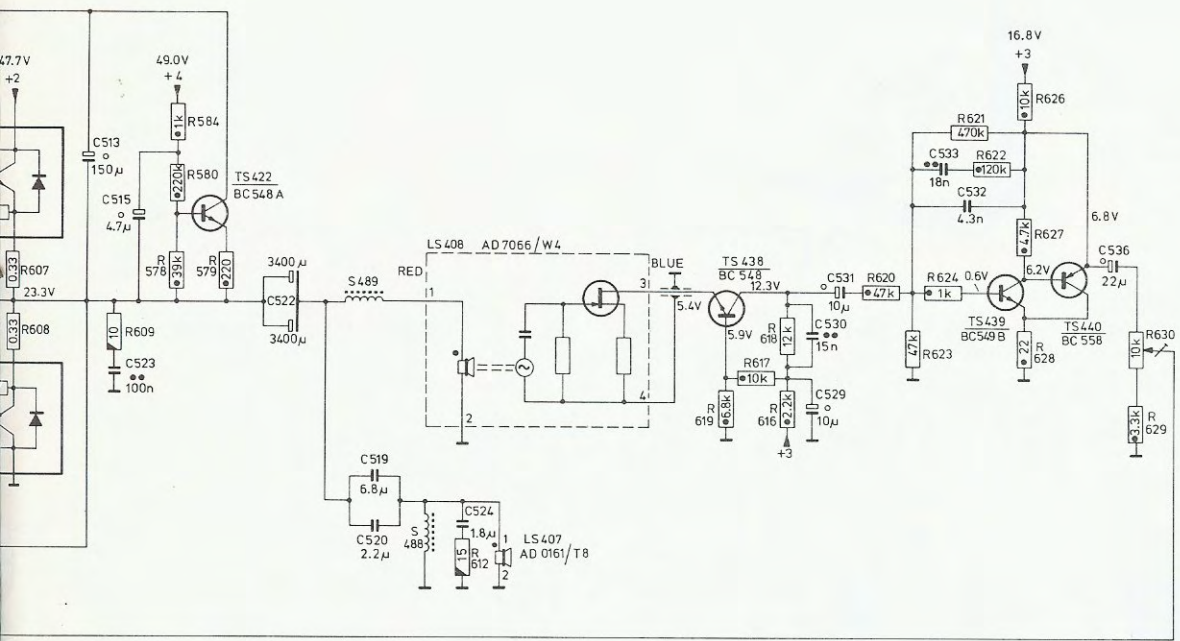 47.7V
+2
49.0V
+4
16.8V
+3
1k
R584
C513
150µ
R580
220k
TS422
BC548A
C515
4.7µ
R
578
39k
R
579
220
0.33
R607
23.3V
0.33
R608
10
R609
C523
100n
3400µ
C522
3400µ
S489
LS408 AD7066/W4
RED
1
2
3
4
BLUE
5.4V
TS438
BC548
12.3V
5.9V
R
618
12k
C530
15n
R617
10k
R
619
6.8k
R
616
2.2k
C529
10µ
+3
C531
10µ
R620
47k
R621
470k
C533
18n
R622
120k
C532
4.3n
10k
R626
4.7k
R627
6.8V
R624
1k
0.6V
6.2V
47k
R623
TS439
BC549B
TS440
BC558
22
R
628
C536
22µ
10k
R630
3.3k
R
629
C519
6.8µ
C520
2.2µ
S
488
C524
1.8µ
15
R
612
1
2
LS407
AD0161/T8